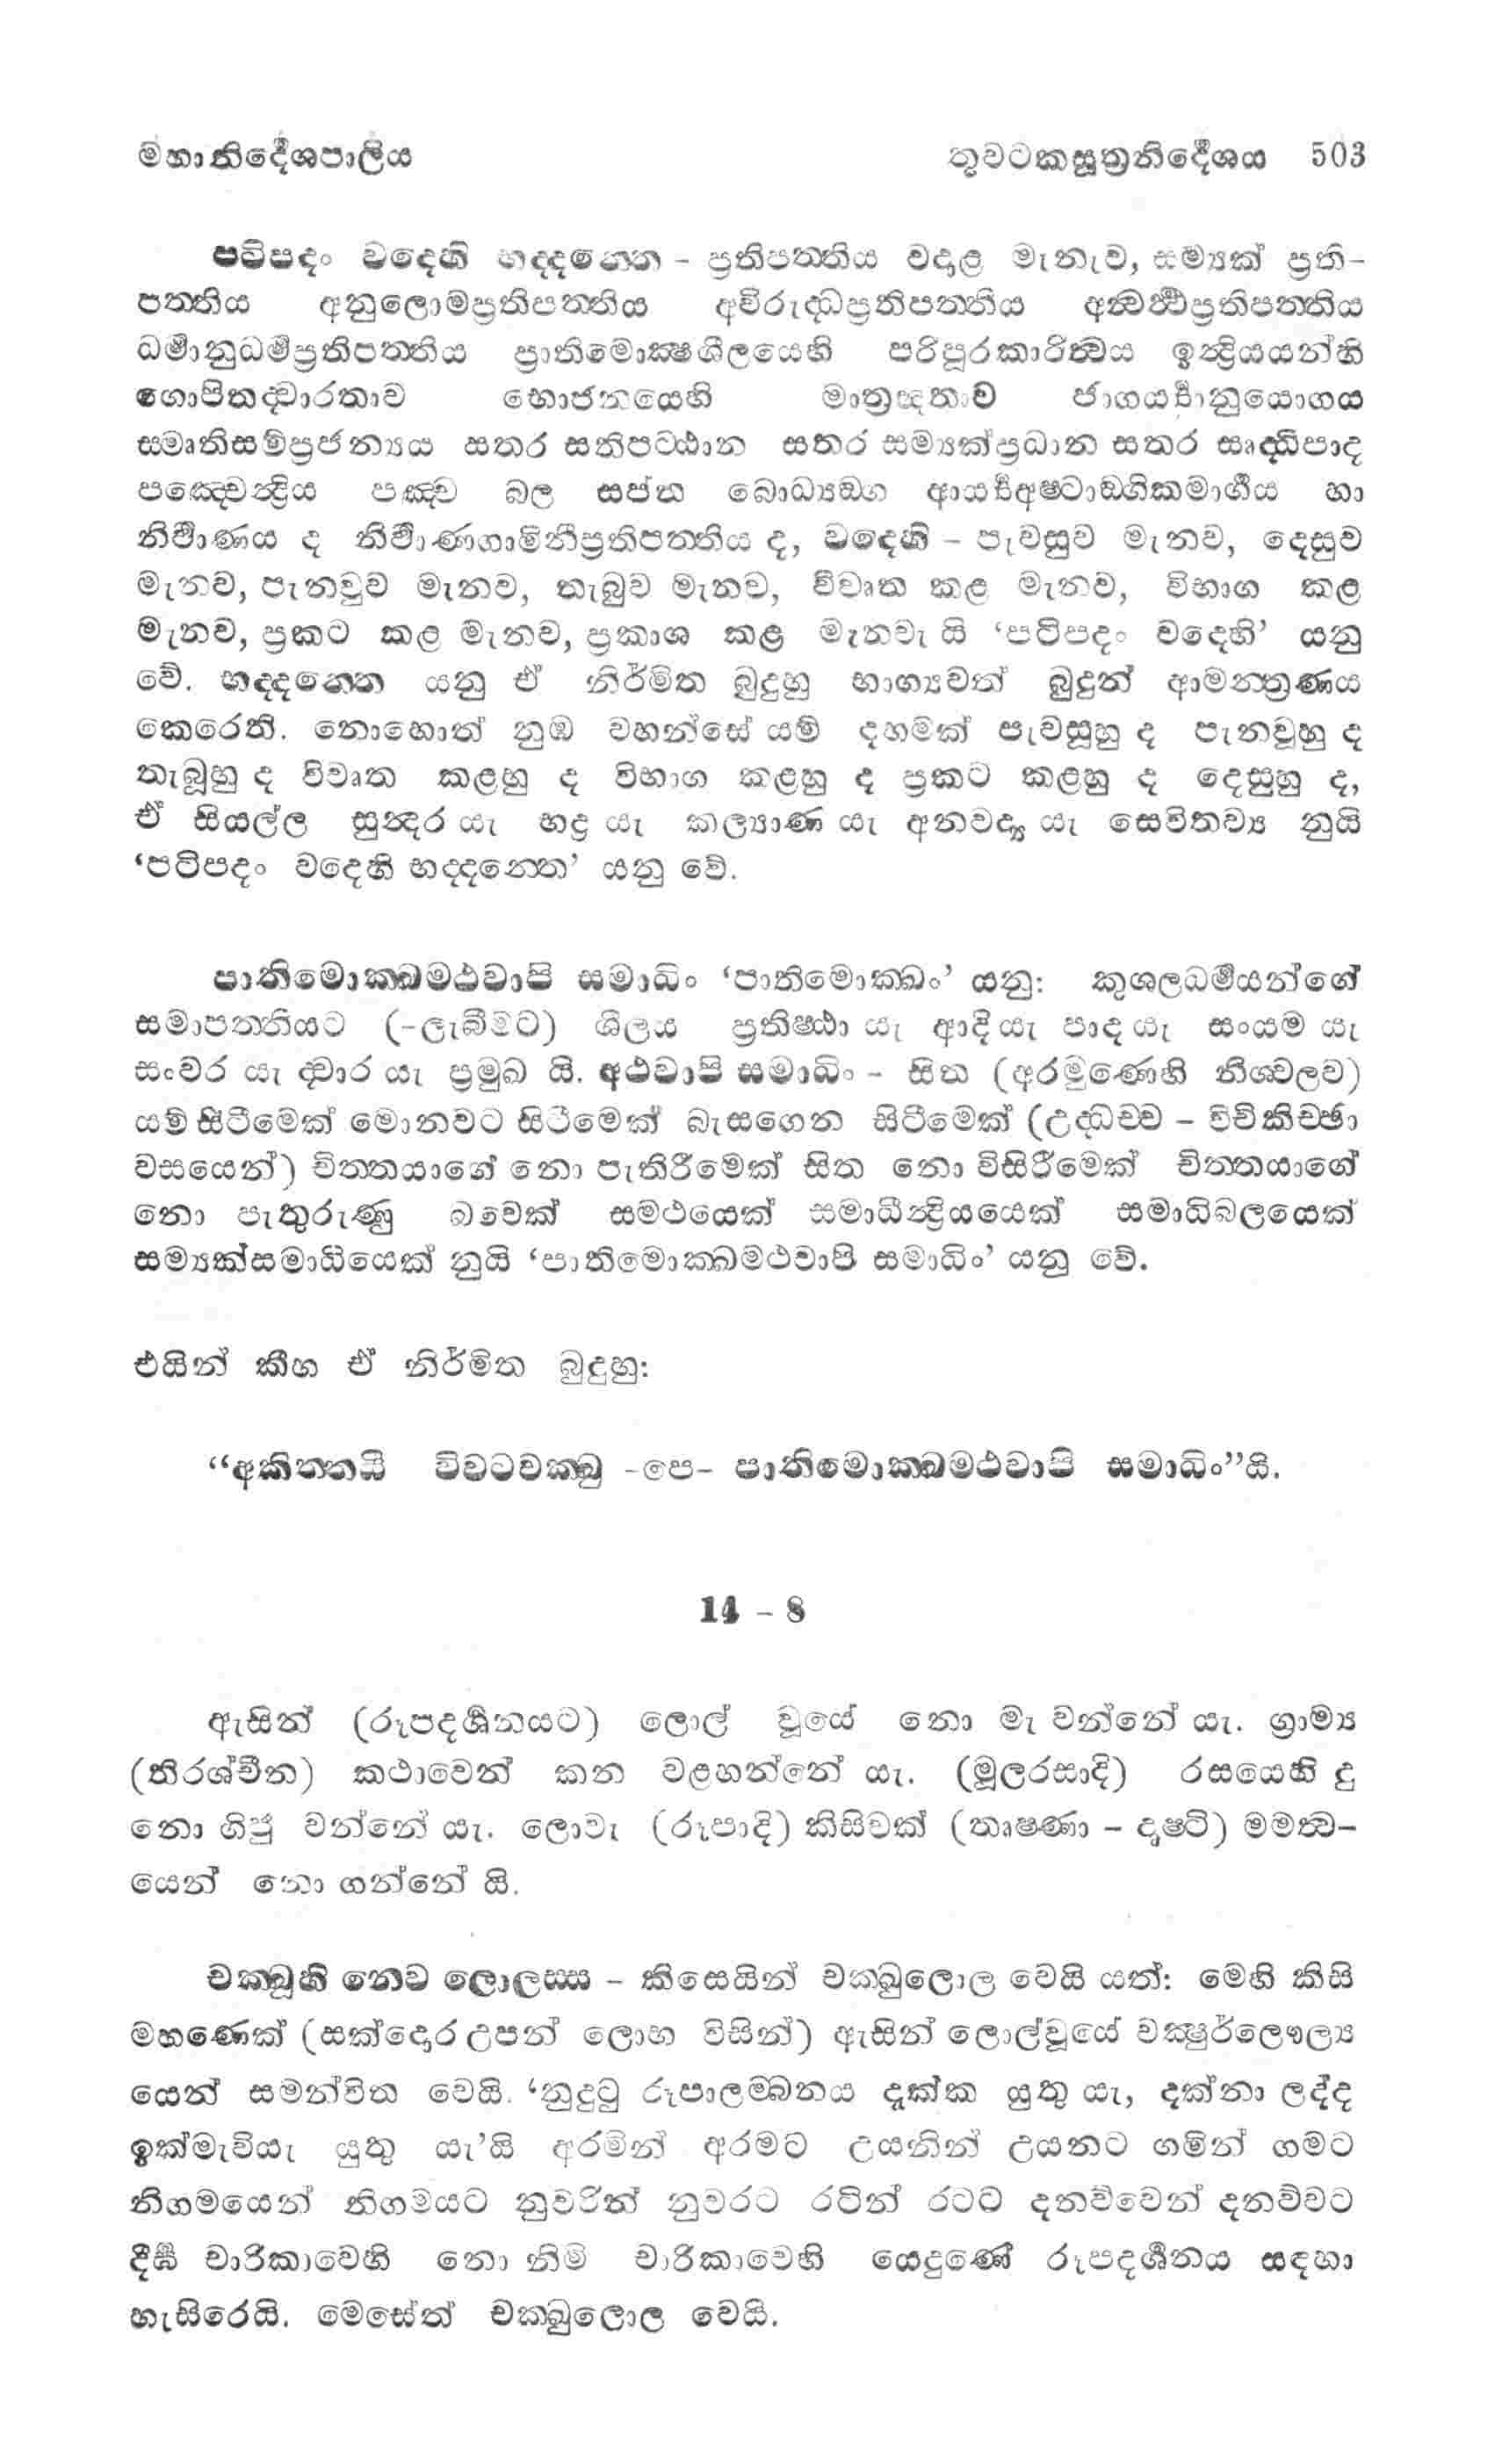 මහානිර්දේශපාලිය තුවටකසූත්‍රනිර්දේශය 503
පටිපදං වදෙහි භද්දන්තෙ – ප්‍රතිපත්තිය වදාළ මැනැව, සම්‍යක් ප්‍රති-
පත්තිය අනුලොමප්‍රතිපත්තිය අවිරුද්ධප්‍රතිපත්තිය අන්වර්ථප්‍රතිපත්තිය
ධර්මානුධර්මප්‍රතිපත්තිය ප්‍රාතිමොක්ෂශීලයෙහි පරිපූරකාරිත්වය ඉන්ද්‍රියයන්හි
ගොපිතද්වාරතාව භොජනයෙහි මාත්‍රඥතාව ජාගර්‍ය්‍යානුයොගය
ස්මෘතිසම්ප්‍රජන්‍යය සතර සතිපට්ඨාන සතර සම්‍යක්ප්‍රධාන සතර ඍද්ධිපාද
පඤ්චෙන්ද්‍රිය පඤ්ච බල සප්ත බොධ්‍යඞ්ග ආර්‍ය්‍යඅෂ්ටාඞ්ගිකමාර්ගය හා
නිර්වාණය ද නිර්වාණගාමිනීප්‍රතිපත්තිය ද, වදෙහි – පැවසුව මැනව, දෙසුව
මැනව, පැනවුව මැනව, තැබුව මැනව, විවෘත කළ මැනව, විභාග කළ
මැනව, ප්‍රකට කළ මැනව, ප්‍රකාශ කළ මැනවැ යි ‘පටිපදං වදෙහි’ යනු
වේ. භද්දන්තෙ යනු ඒ නිර්මිත බුදුහු භාග්‍යවත් බුදුන් ආමන්ත්‍රණය
කෙරෙති. නොහොත් නුඹ වහන්සේ යම් දහමක් පැවසූහු ද පැනවූහු ද
තැබූහු ද විවෘත කළහු ද විභාග කළහු ද ප්‍රකට කළහු ද දෙසුහු ද,
ඒ සියල්ල සුන්දර යැ භද්‍ර යැ කල්‍යාණ යැ අනවද්‍ය යැ සෙවිතව්‍ය නුයි
‘පටිපදං වදෙහි භද්දන්තෙ’ යනු වේ.
පාතිමොක්ඛමථවාපි සමාධිං ‘පාතිමොක්ඛං’ යනු: කුශලධර්මයන්ගේ
සමාපත්තියට (-ලැබීමට) ශීලය ප්‍රතිෂ්ඨා යැ ආදි යැ පාද යැ සංයම යැ
සංවර යැ ද්වාර යැ ප්‍රමුඛ යි. අථවාපි සමාධිං – සිත (අරමුණෙහි නිශ්චලව)
යම් සිටීමෙක් මොනවට සිටීමෙක් බැසගෙන සිටීමෙක් (උද්ධච්ච – විචිකිච්ඡා
වසයෙන්) චිත්තයාගේ නො පැතිරීමෙක් සිත නො විසිරීමෙක් චිත්තයාගේ
නො පැතුරුණු බවෙක් සමථයෙක් සමාධීන්ද්‍රියයෙක් සමාධිබලයෙක්
සම්‍යක්සමාධියෙක් නුයි ‘පාතිමොක්ඛමථවාපි සමාධිං’ යනු වේ.
එයින් කීහ ඒ නිර්මිත බුදුහු:
“අකිත්තයි විවටචක්ඛු -පෙ- පාතිමොක්ඛමථවාපි සමාධිං”යි.
14 – 8
ඇසින් (රූපදර්ශනයට) ලොල් වූයේ නො මැ වන්නේ යැ. ග්‍රාම්‍ය
(තිරශ්චීන) කථාවෙන් කන වළහන්නේ යැ. (මූලරසාදි) රසයෙහි දු
නො ගිජු වන්නේ යැ. ලොවැ (රූපාදි) කිසිවක් (තෘෂ්ණා – දෘෂ්ටි) මමත්ව-
යෙන් නො ගන්නේ යි.
චක්ඛූහි නෙව ලොලස්ස – කිසෙයින් චක්ඛුලොල වෙයි යත්: මෙහි කිසි
මහණෙක් (සක්දොර උපන් ලොභ විසින්) ඇසින් ලොල්වූයේ චක්ෂුර්ලෞල්‍ය
යෙන් සමන්විත වෙයි. ‘නුදුටු රූපාලම්බනය දැක්ක යුතු යැ, දක්නා ලද්ද
ඉක්මැවියැ යුතු යැ’යි අරමින් අරමට උයනින් උයනට ගමින් ගමට
නිගමයෙන් නිගමයට නුවරින් නුවරට රටින් රටට දනව්වෙන් දනව්වට
දීර්ඝ චාරිකාවෙහි නො නිම් චාරිකාවෙහි යෙදුණේ රූපදර්ශනය සඳහා
හැසිරෙයි. මෙසේත් චක්ඛුලොල වෙයි.